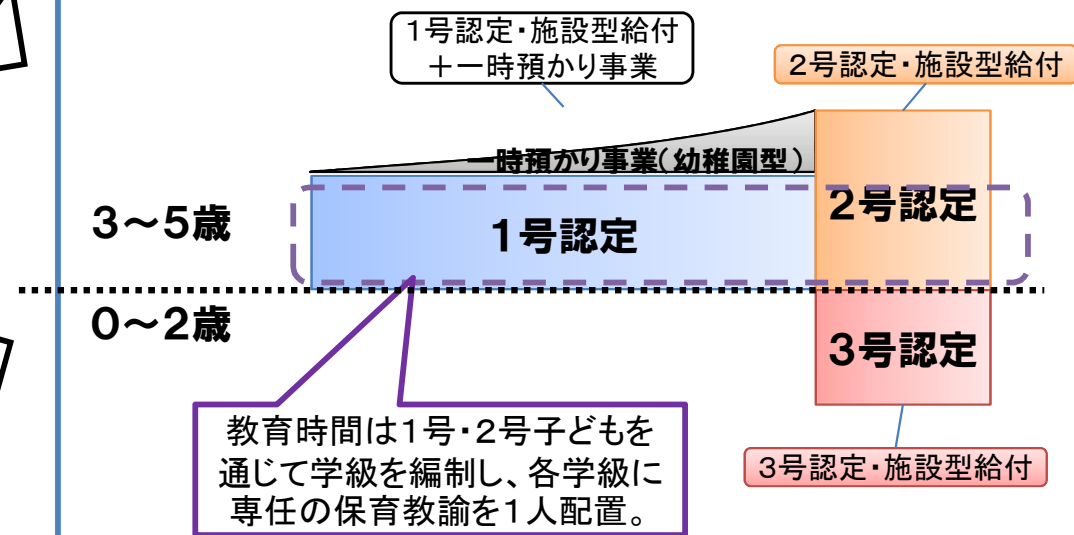 １号認定・施設型給付
＋一時預かり事業
２号認定・施設型給付
一時預かり事業（幼稚園型）
３～５歳
１号認定
２号認定
０～２歳
３号認定
教育時間は１号・２号子どもを
通じて学級を編制し、各学級に
専任の保育教諭を１人配置。
３号認定・施設型給付